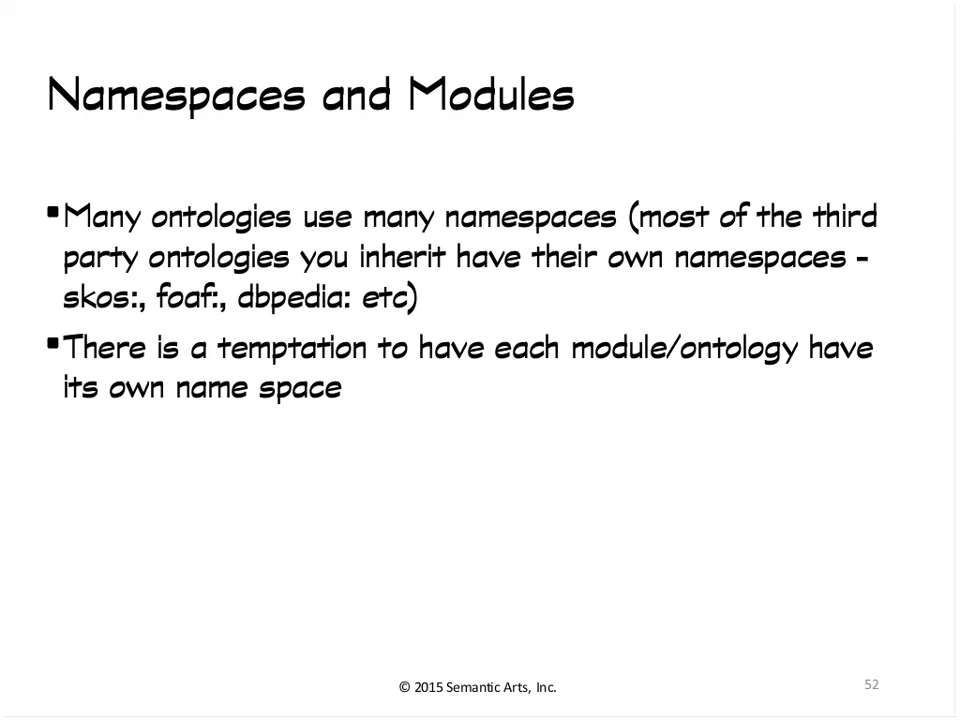 Namespaces and Modules
▪Many ontologies use many namespaces (most of the third
party ontologies you inherit have their own namespaces -
skos:, foaf:, dbpedia: etc)
▪There is a temptation to have each module/ontology have
its own name space
© 2015 Semantic Arts, Inc.
52